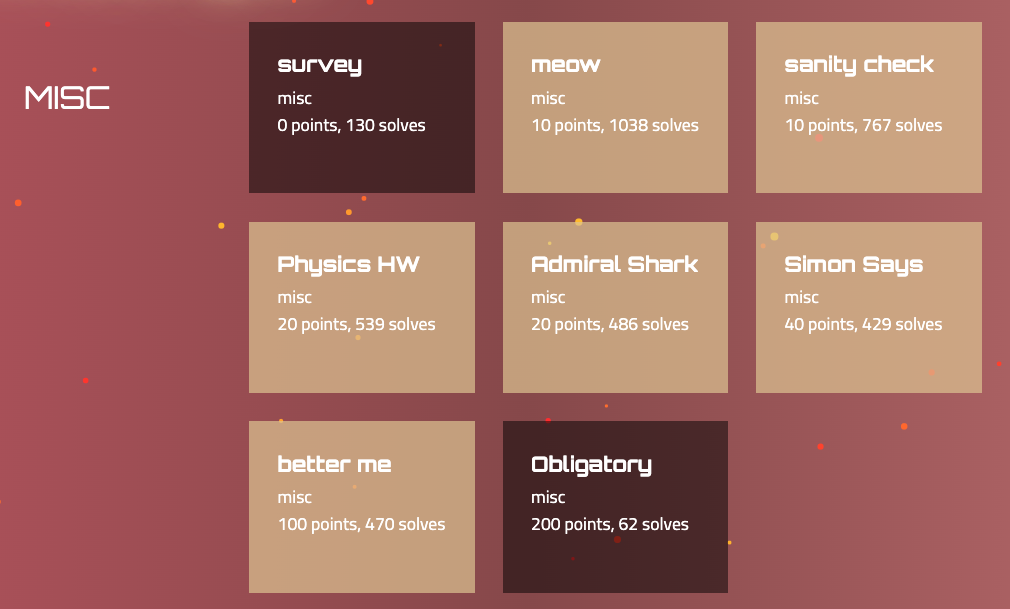 MISC
survey
misc
0 points, 130 solves
meow
misc
10 points, 1038 solves
sanity check
misc
10 points, 767 solves
Physics HW
misc
20 points, 539 solves
Admiral Shark
misc
20 points, 486 solves
Simon Says
misc
40 points, 429 solves
better me
misc
100 points, 470 solves
Obligatory
misc
200 points, 62 solves